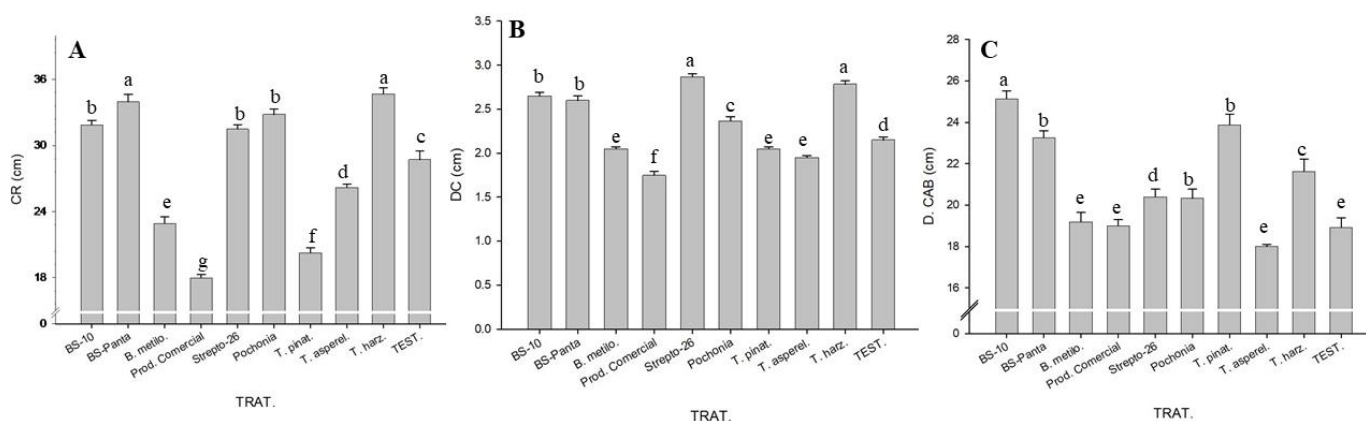 A
CR (cm)
36
30
24
18
0
b
a
e
g
b
b
f
d
a
c
BS-10
BS-Panta
B. metilo.
Prod. Comercial
Strepto-26
Pochonia
T. pinat.
T. asperel.
T. harz.
TEST.
TRAT.
B
DC (cm)
3.5
3.0
2.5
2.0
1.5
1.0
0.5
0.0
b
b
e
f
a
c
e
e
a
d
BS-10
BS-Panta
B. metilo.
Prod. Comercial
Strepto-26
Pochonia
T. pinat.
T. asperel.
T. harz.
TEST.
TRAT.
C
D. CAB (cm)
28
26
24
22
20
18
16
0
a
b
e
e
d
b
b
e
c
e
BS-10
BS-Panta
B. metilo.
Prod. Comercial
Strepto-26
Pochonia
T. pinat.
T. asperel.
T. harz.
TEST.
TRAT.